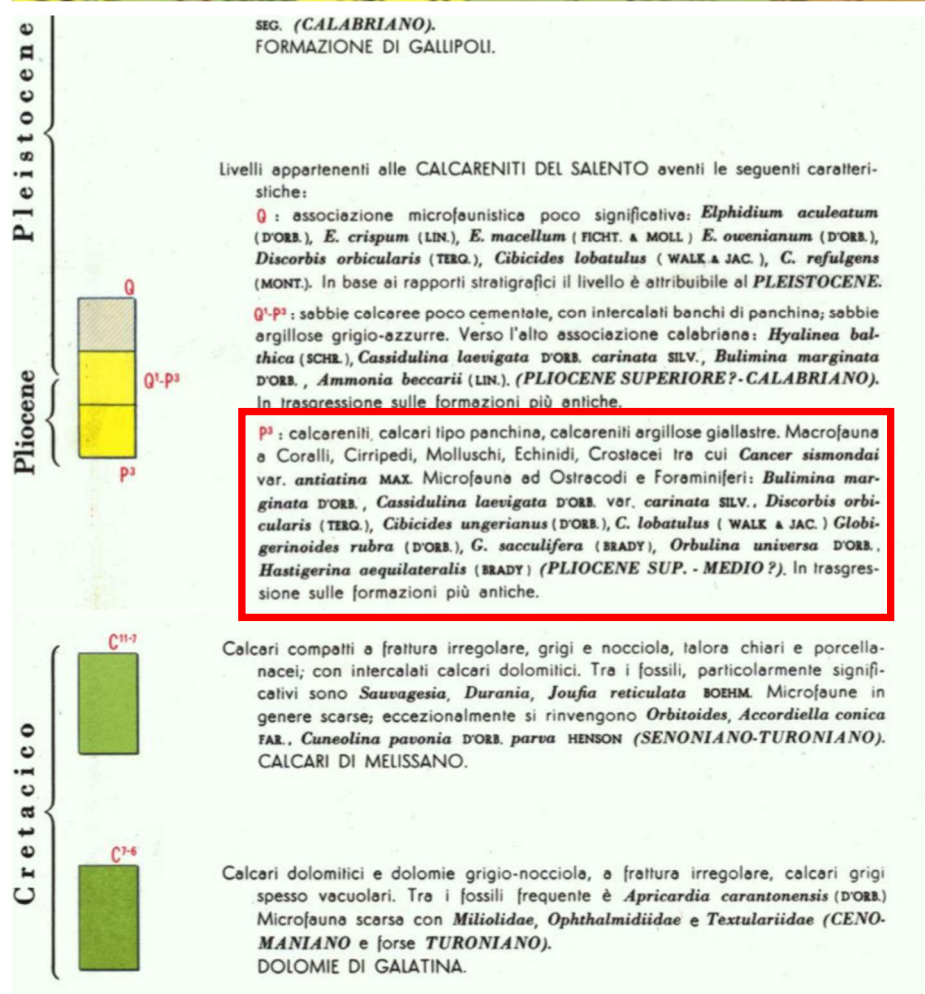 SEG. (CALABRIANO).
FORMAZIONE DI GALLIPOLI.
Pleistocene
Livelli appartenenti alle CALCARENITI DEL SALENTO aventi le seguenti caratteri-
stiche:
Q : associazione microfaunistica poco significativa: Elphidium aculeatum
(D'ORB.), E. crispum (LIN.), E. macellum ( FICHT. & MOLL ) E. owenianum (D'ORB.),
Discorbis orbicularis (TERQ.), Cibicides lobatulus ( WALK & JAC. ), C. refulgens
(MONT.). In base ai rapporti stratigrafici il livello è attribuibile al PLEISTOCENE.
Q
Q¹-P³ : sabbie calcaree poco cementate, con intercalati banchi di panchina; sabbie
argillose grigio-azzurre. Verso l'alto associazione calabriana: Hyalinea bal-
thica (SCHR.), Cassidulina laevigata D'ORB. carinata SILV., Bulimina marginata
D'ORB. , Ammonia beccarii (LIN.). (PLIOCENE SUPERIORE?-CALABRIANO).
In trasgressione sulle formazioni più antiche.
Q¹-P³
Pliocene
P³
P³ : calcareniti, calcari tipo panchina, calcareniti argillose giallastre. Macrofauna
a Coralli, Cirripedi, Molluschi, Echinidi, Crostacei tra cui Cancer sismondai
var. antiatina MAX. Microfauna ad Ostracodi e Foraminiferi: Bulimina mar-
ginata D'ORB. , Cassidulina laevigata D'ORB. var. carinata SILV., Discorbis orbi-
cularis (TERQ.), Cibicides ungerianus (D'ORB.), C. lobatulus ( WALK & JAC. ) Globi-
gerinoides rubra (D'ORB.), G. sacculifera (BRADY), Orbulina universa D'ORB.,
Hastigerina aequilateralis (BRADY) (PLIOCENE SUP. - MEDIO ?). In trasgres-
sione sulle formazioni più antiche.
C¹¹⁻⁷
Calcari compatti a frattura irregolare, grigi e nocciola, talora chiari e porcella-
nacei; con intercalati calcari dolomitici. Tra i fossili, particolarmente signifi-
cativi sono Sauvagesia, Durania, Joufia reticulata BOEHM. Microfaune in
genere scarse; eccezionalmente si rinvengono Orbitoides, Accordiella conica
FAR., Cuneolina pavonia D'ORB. parva HENSON (SENONIANO-TURONIANO).
CALCARI DI MELISSANO.
Cretacico
C⁷⁻⁶
Calcari dolomitici e dolomie grigio-nocciola, a frattura irregolare, calcari grigi
spesso vacuolari. Tra i fossili frequente è Apricardia carantonensis (D'ORB.)
Microfauna scarsa con Miliolidae, Ophthalmidiidae e Textulariidae (CENO-
MANIANO e forse TURONIANO).
DOLOMIE DI GALATINA.